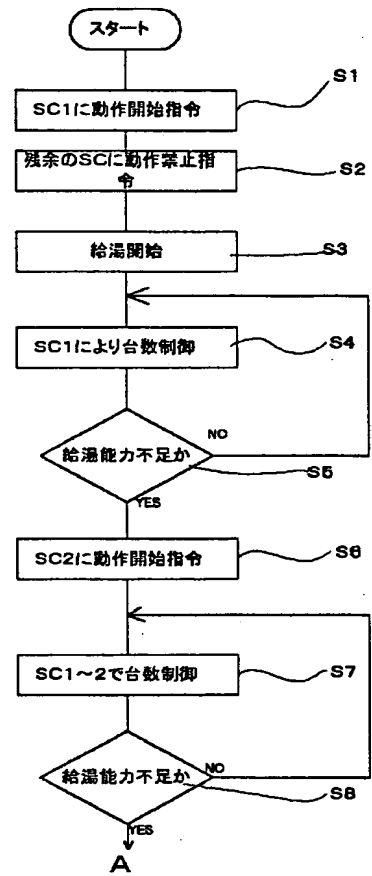 スタート
SC1に動作開始指令
S1
残余のSCに動作禁止指
令
S2
給湯開始
S3
SC1により台数制御
S4
給湯能力不足か
NO
S5
YES
SC2に動作開始指令
S6
SC1～2で台数制御
S7
給湯能力不足か
NO
S8
YES
A